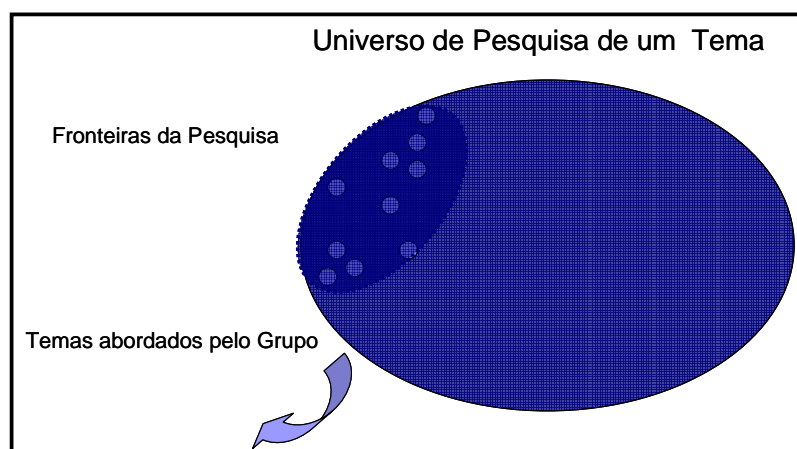 Universo de Pesquisa de um Tema
Fronteiras da Pesquisa
Temas abordados pelo Grupo